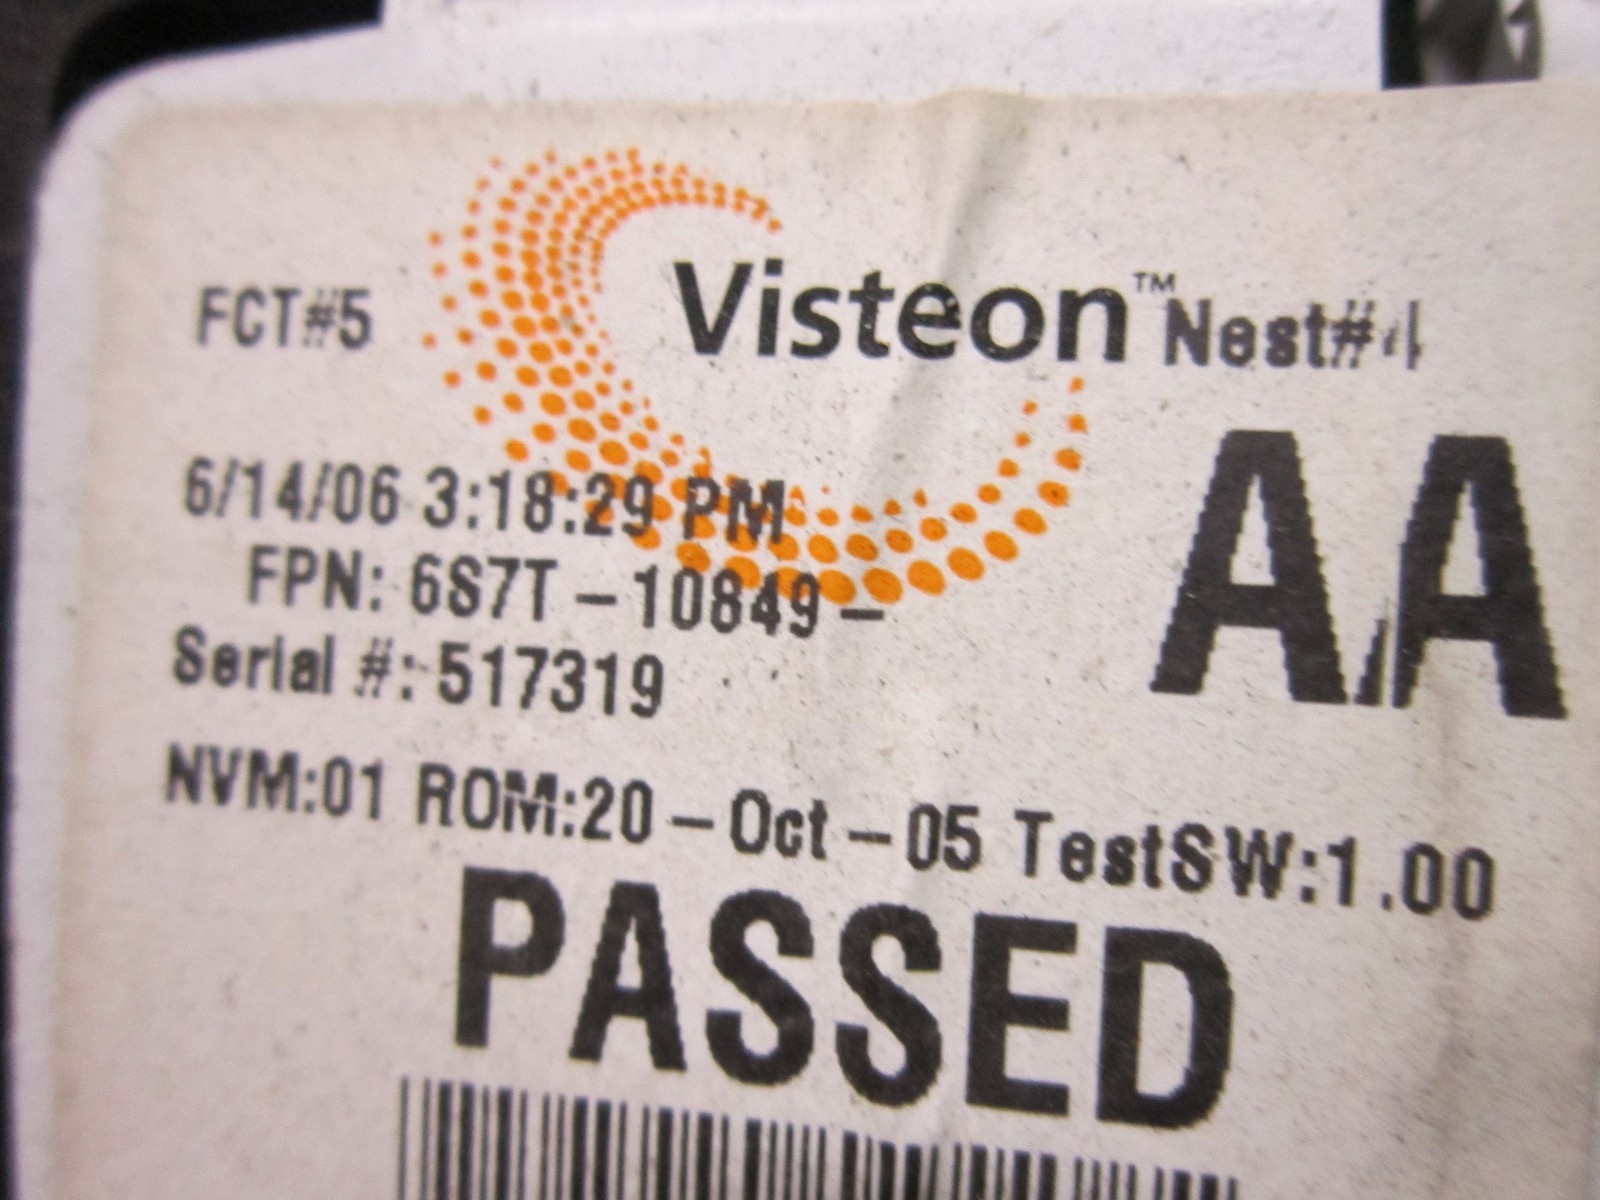 FCT#5 Visteon™ Nest#4
AA
6/14/06 3:18:29 PM
FPN: 6S7T – 10849 –
Serial #: 517319
NVM:01 ROM:20 – Oct – 05 TestSW:1.00
PASSED